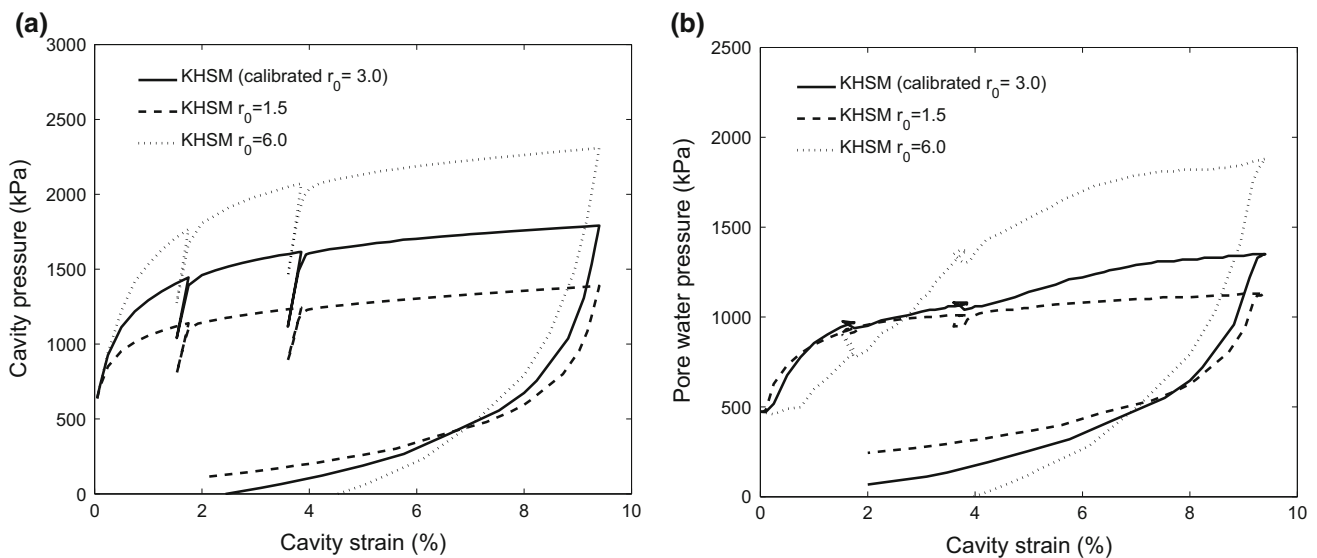 (a)
3000
2500
2000
1500
1000
500
0
Cavity pressure (kPa)
KHSM (calibrated r0= 3.0)
KHSM r0=1.5
KHSM r0=6.0
0 2 4 6 8 10
Cavity strain (%)
(b)
2500
2000
1500
1000
500
0
Pore water pressure (kPa)
KHSM (calibrated r0= 3.0)
KHSM r0=1.5
KHSM r0=6.0
0 2 4 6 8 10
Cavity strain (%)